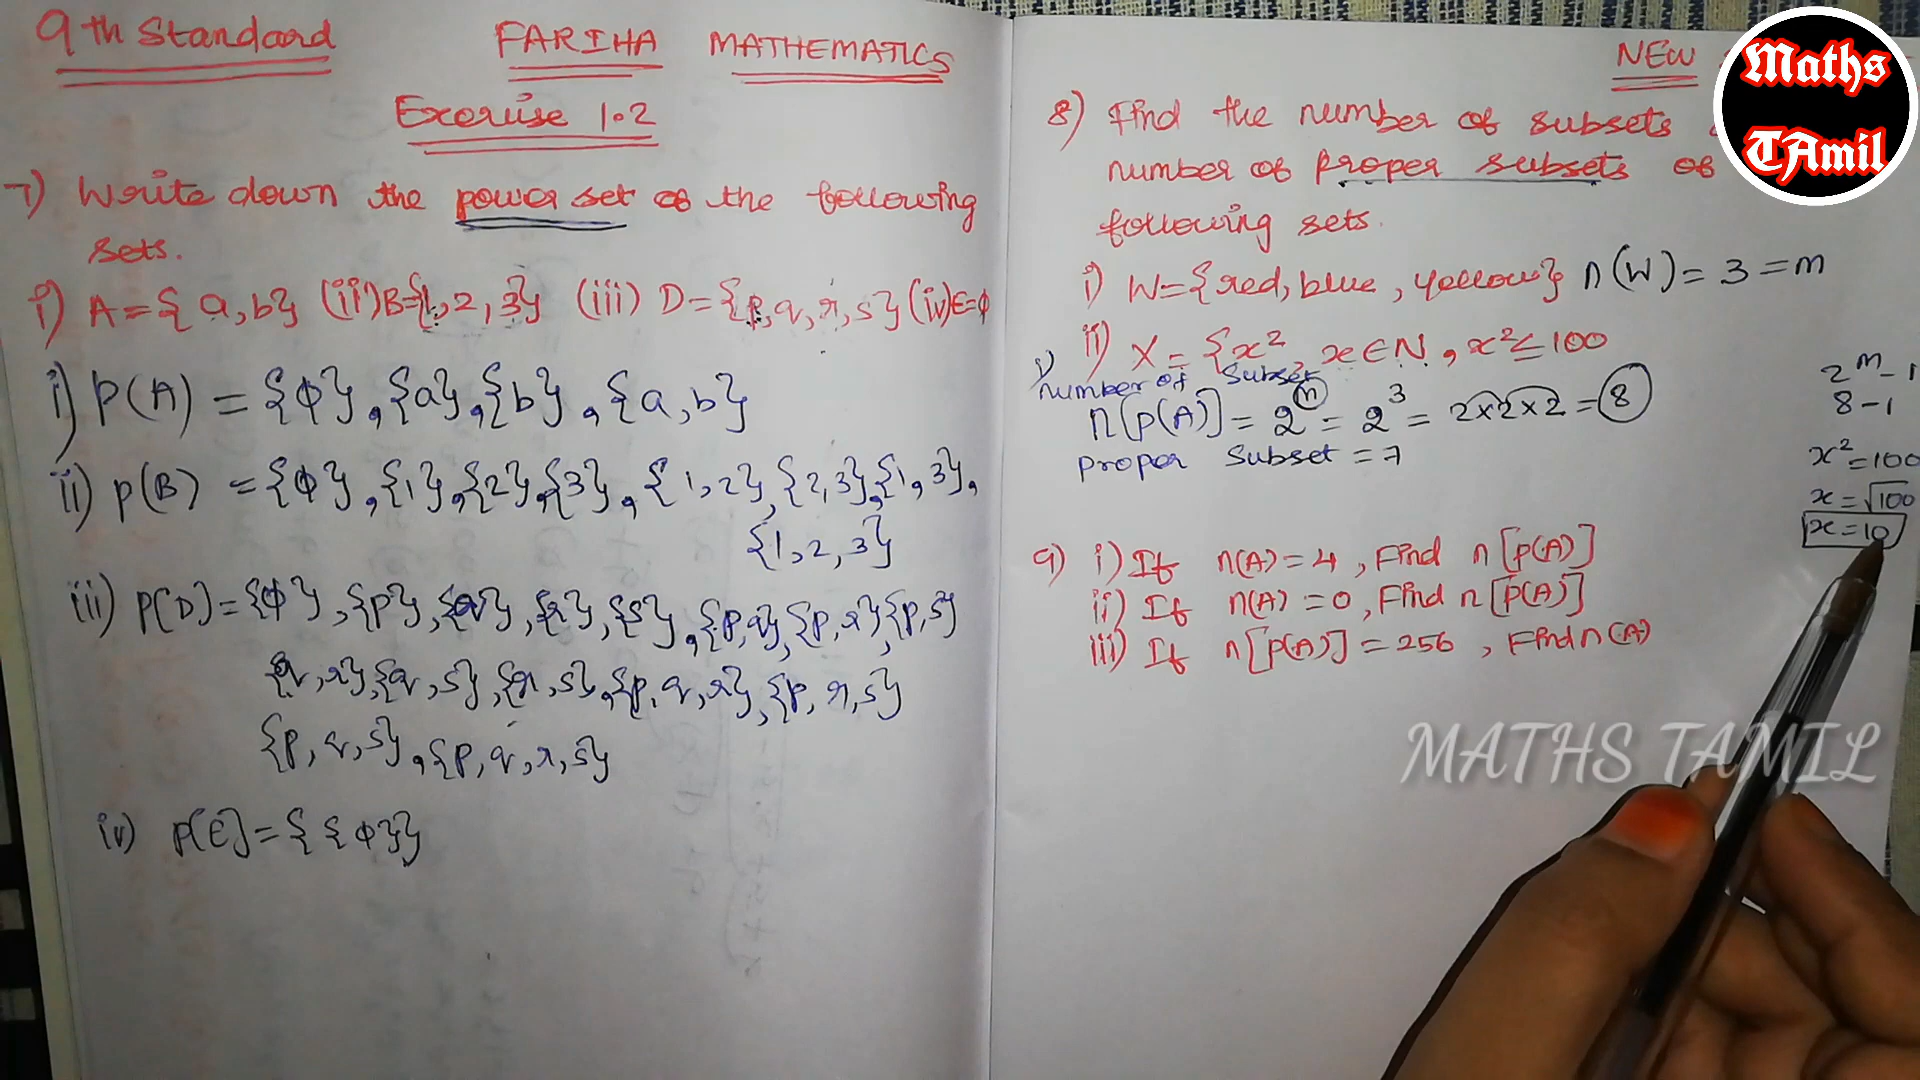 9th Standard FARIHA MATHEMATICS
Exercise 1.2
7) Write down the power set of the following
sets.
i) A={a,b} (ii) B={1,2,3} (iii) D={p,q,r,s} (iv) E=ϕ
i) P(A) = {ϕ},{a},{b},{a,b}
ii) P(B) = {ϕ},{1},{2},{3},{1,2},{2,3},{1,3},
{1,2,3}
iii) P(D)={ϕ},{p},{q},{r},{s},{p,q},{p,r},{p,s}
{q,r},{q,s},{r,s},{p,q,r},{p,r,s}
{p,q,s},{p,q,r,s}
iv) P[E]={{ϕ}}
NEW
8) Find the number of subsets
number of proper subsets of
following sets.
i) W={red, blue, yellow} n(W)=3=m
ii) X={x², x∈N, x²≤100
i) number of Subset
n[P(A)]=2ⁿ=2³=2×2×2=8
proper Subset=7
2ᵐ-1
8-1
x²=100
x=√100
x=10
9) i) If n(A)=4, Find n[P(A)]
ii) If n(A)=0, Find n[P(A)]
iii) If n[P(A)]=256, Find n(A)
Maths
TAmil
MATHS TAMIL